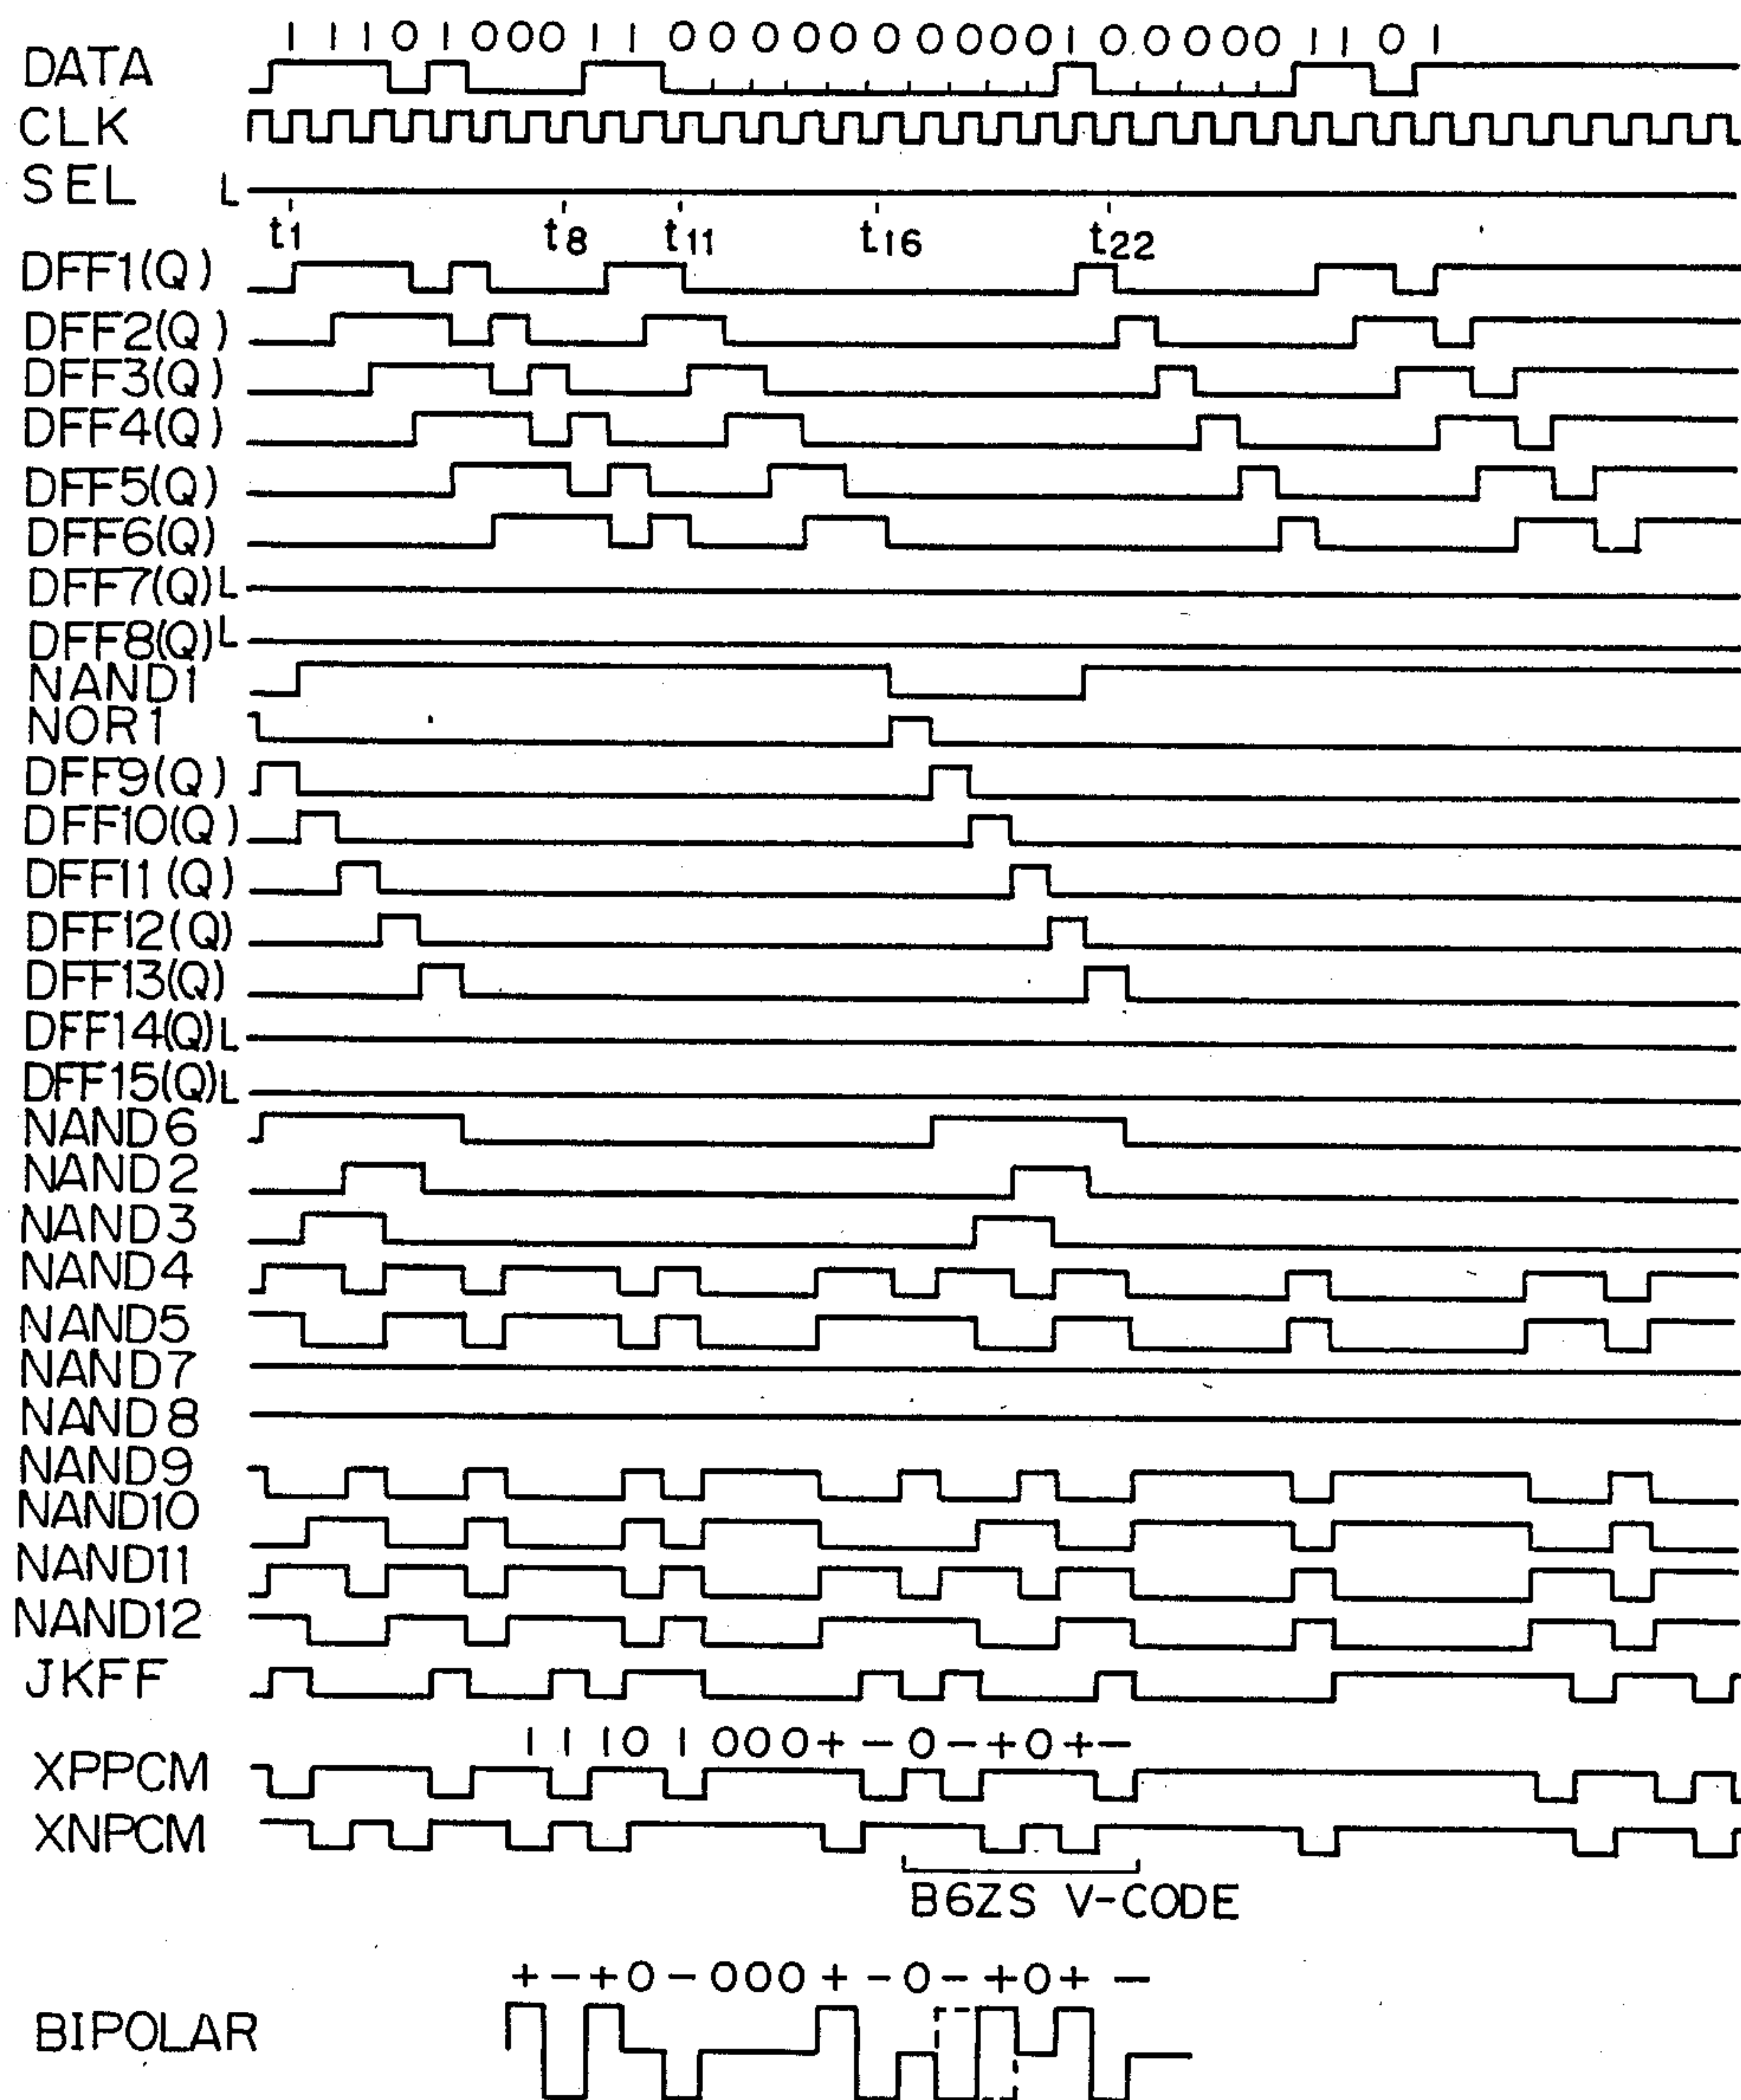 1 1 1 0 1 0 0 0 1 1 0 0 0 0 0 0 0 0 0 0 1 0 0 0 0 0 1 1 0 1
DATA
CLK
SEL L
t1 t8 t11 t16 t22
DFF1(Q)
DFF2(Q)
DFF3(Q)
DFF4(Q)
DFF5(Q)
DFF6(Q)
DFF7(Q) L
DFF8(Q) L
NAND1
NOR1
DFF9(Q)
DFF10(Q)
DFF11(Q)
DFF12(Q)
DFF13(Q)
DFF14(Q) L
DFF15(Q) L
NAND6
NAND2
NAND3
NAND4
NAND5
NAND7
NAND8
NAND9
NAND10
NAND11
NAND12
JKFF
1 1 1 0 1 0 0 0 + - 0 - + 0 + -
XPPCM
XNPCM
B6ZS V-CODE
+ - + 0 - 0 0 0 + - 0 - + 0 + -
BIPOLAR